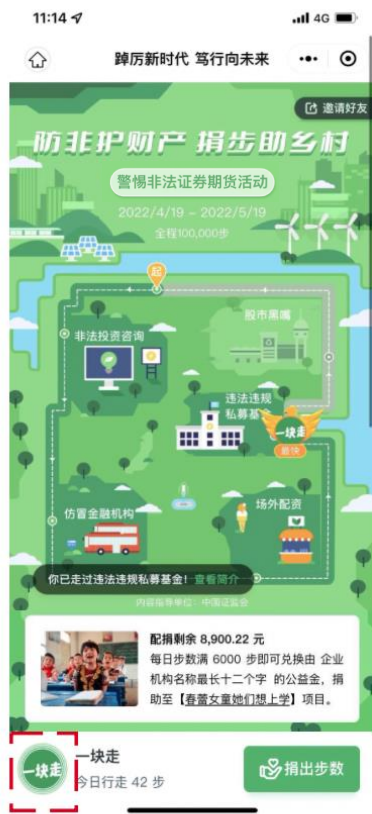 11:14
4G
踔厉新时代 笃行向未来
邀请好友
防非护财产 捐步助乡村
警惕非法证券期货活动
2022/4/19 - 2022/5/19
全程100,000步
起
股市黑嘴
非法投资咨询
违法违规
私募基金
一块走
最快
仿冒金融机构
场外配资
你已走过违法违规私募基金！查看简介
内容指导单位：中国证监会
配捐剩余 8,900.22 元
每日步数满 6000 步即可兑换由 企业
机构名称最长十二个字 的公益金，捐
助至【春蕾女童她们想上学】项目。
一块走
一块走
今日行走 42 步
捐出步数